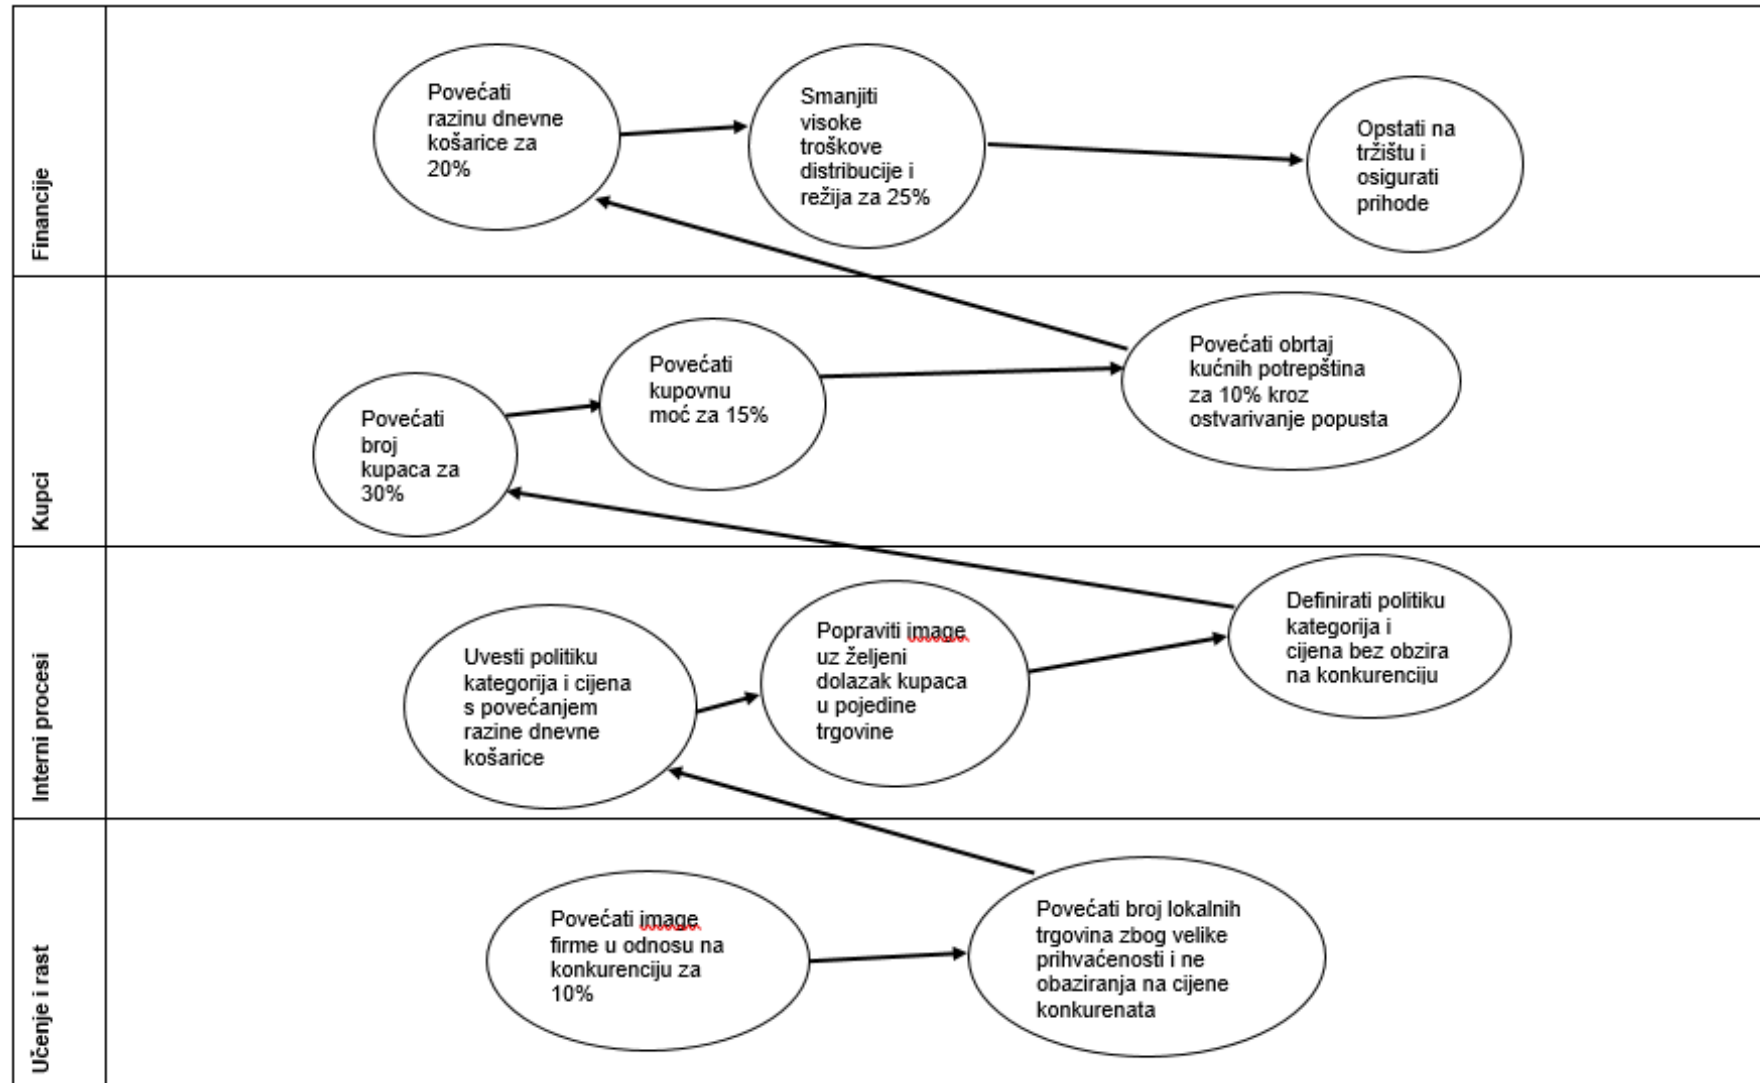 Financije
Povećati
razinu dnevne
košarice za
20%
Smanjiti
visoke
troškove
distribucije i
režija za 25%
Opstati na
tržištu i
osigurati
prihode
Kupci
Povećati
broj
kupaca za
30%
Povećati
kupovnu
moć za 15%
Povećati obrtaj
kućnih potrepština
za 10% kroz
ostvarivanje popusta
Interni procesi
Uvesti politiku
kategorija i cijena
s povećanjem
razine dnevne
košarice
Popraviti image
uz željeni
dolazak kupaca
u pojedine
trgovine
Definirati politiku
kategorija i
cijena bez obzira
na konkurenciju
Učenje i rast
Povećati image
firme u odnosu na
konkurenciju za
10%
Povećati broj lokalnih
trgovina zbog velike
prihvaćenosti i ne
obaziranja na cijene
konkurenata